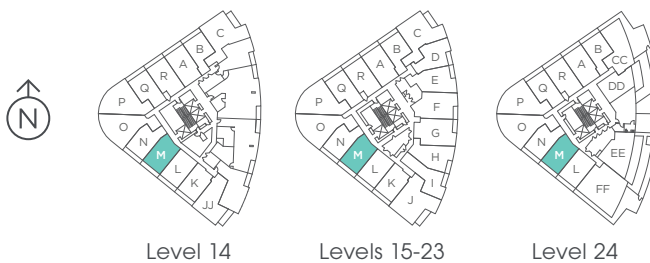 N
C
B
A
R
Q
P
O
N
M
L
K
JJ
C
B
A
R
Q
P
O
N
M
L
K
J
I
H
G
F
E
D
CC
B
A
R
Q
P
O
N
M
L
FF
EE
DD
Level 14
Levels 15-23
Level 24